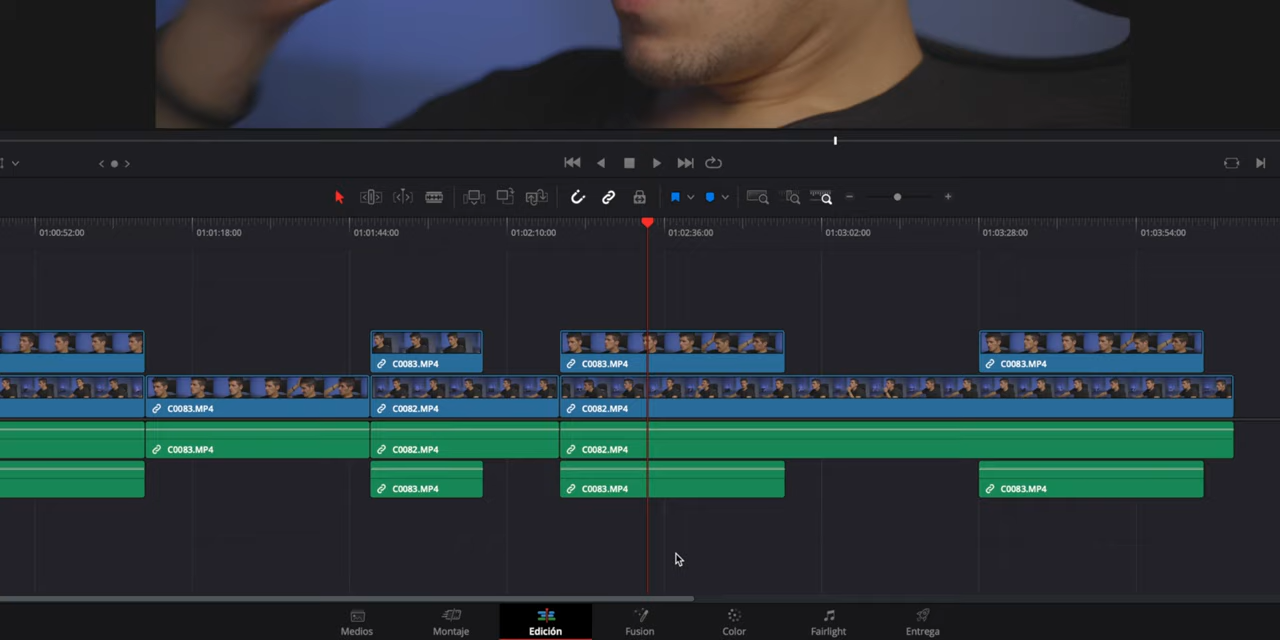 01:00:52:00 01:01:18:00 01:01:44:00 01:02:10:00 01:02:36:00 01:03:02:00 01:03:28:00 01:03:54:00
C0083.MP4 C0083.MP4 C0083.MP4
C0083.MP4 C0082.MP4 C0082.MP4
C0083.MP4 C0082.MP4 C0082.MP4
C0083.MP4 C0083.MP4 C0083.MP4
Medios Montaje Edición Fusion Color Fairlight Entrega